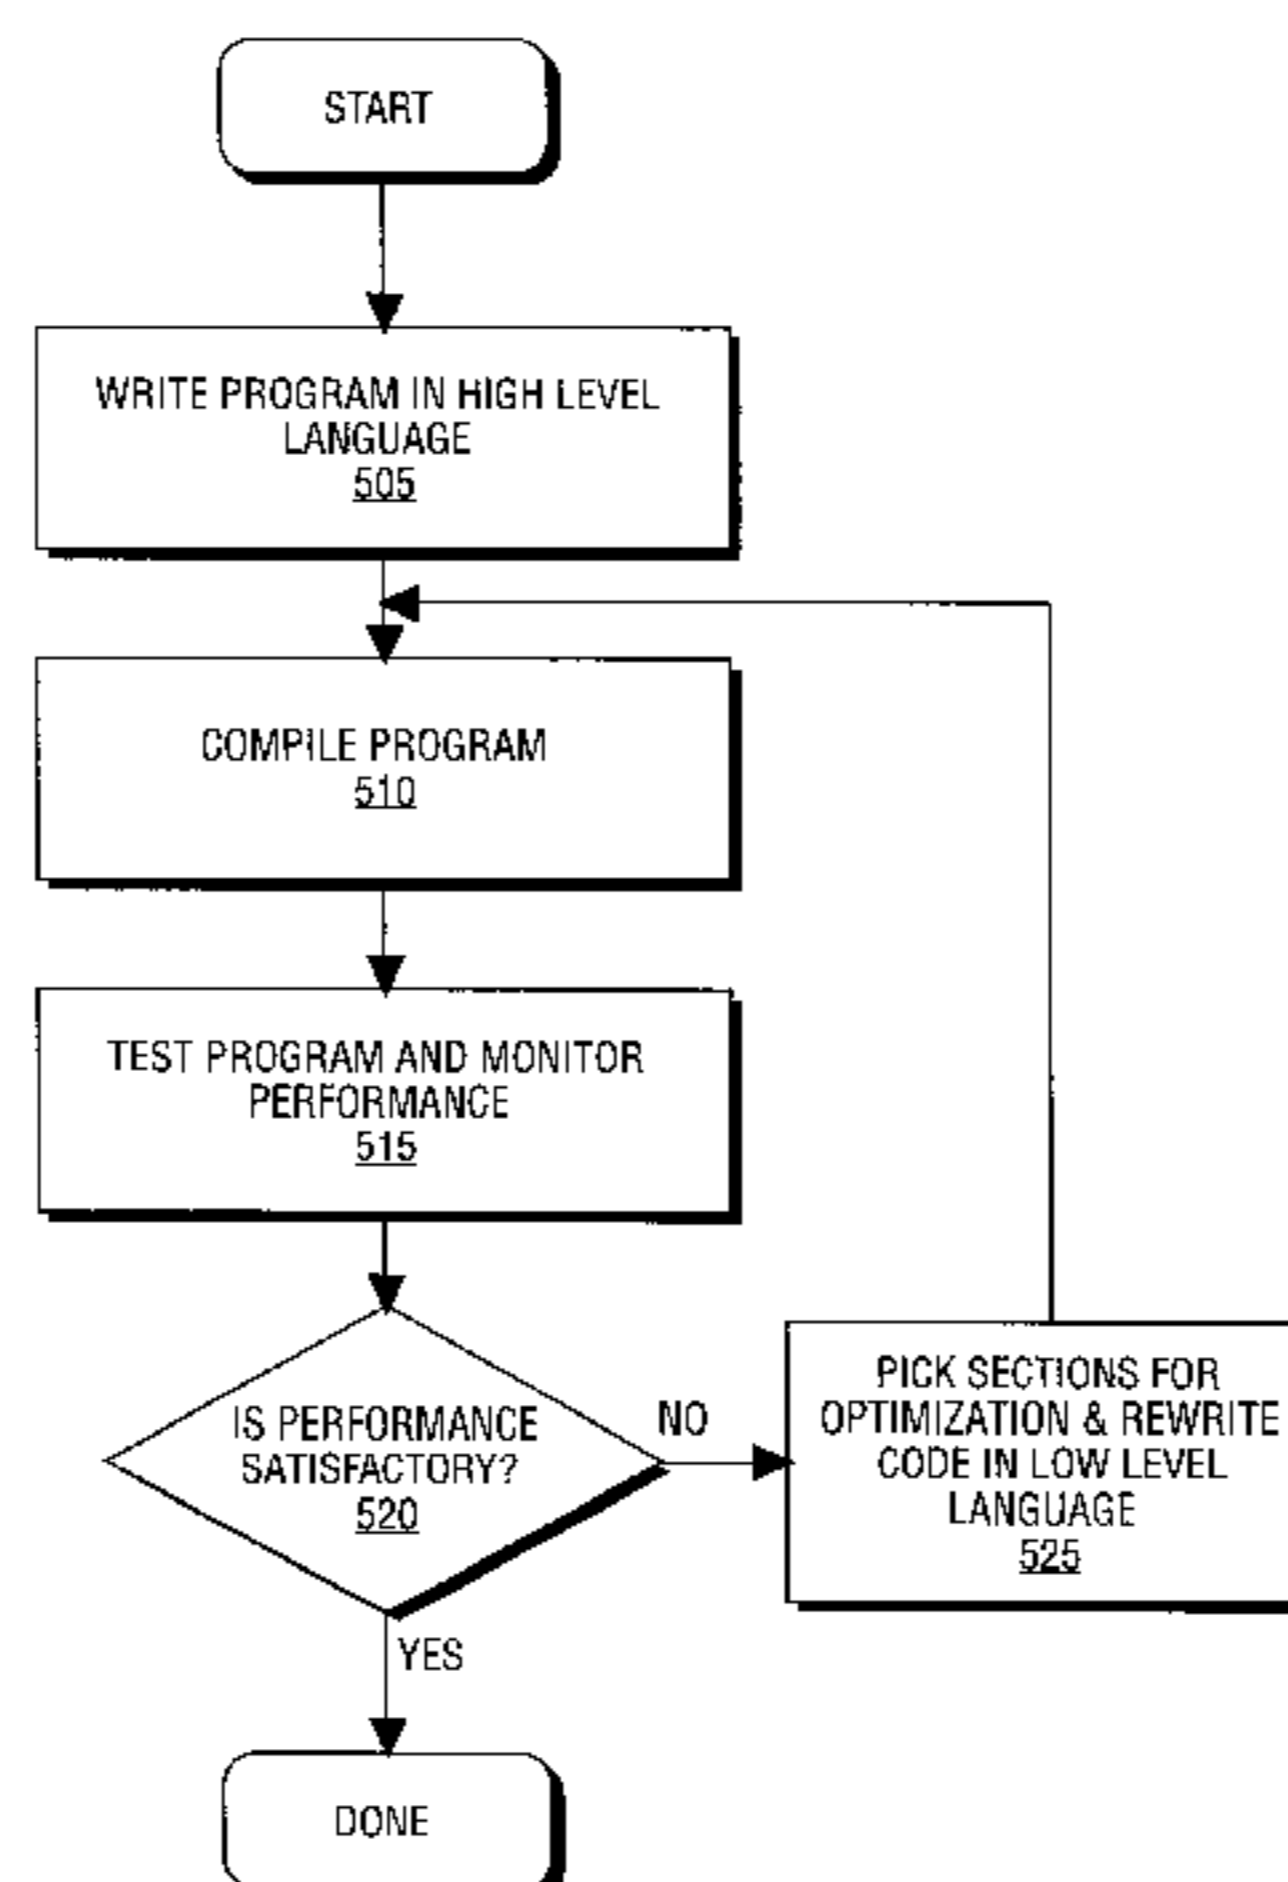 START
WRITE PROGRAM IN HIGH LEVEL
LANGUAGE
505
COMPILE PROGRAM
510
TEST PROGRAM AND MONITOR
PERFORMANCE
515
IS PERFORMANCE
SATISFACTORY?
520
NO
PICK SECTIONS FOR
OPTIMIZATION & REWRITE
CODE IN LOW LEVEL
LANGUAGE
525
YES
DONE